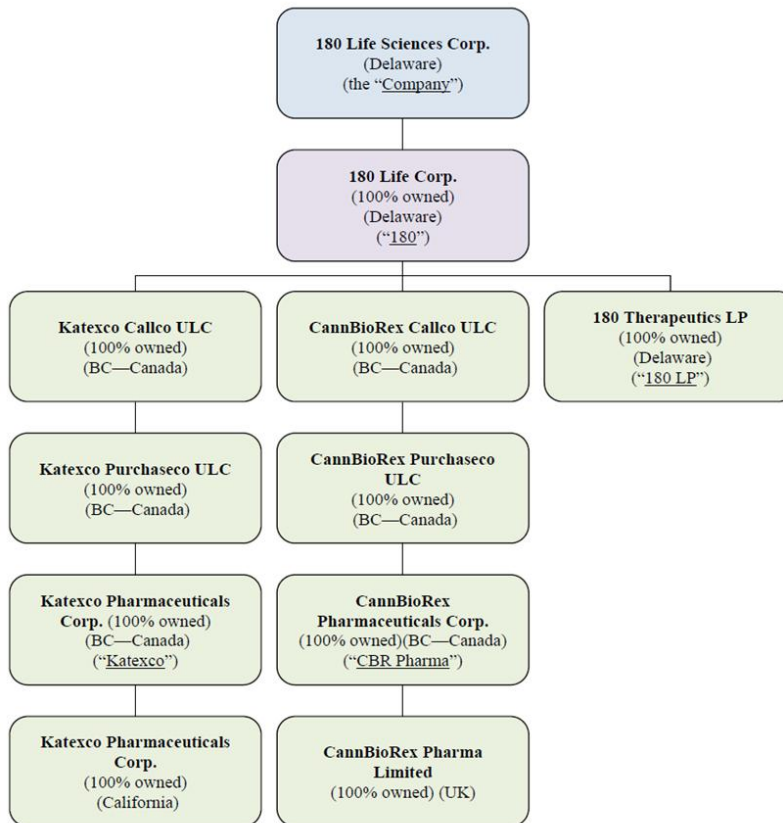 180 Life Sciences Corp.
(Delaware)
(the “Company”)
180 Life Corp.
(100% owned)
(Delaware)
(“180”)
Katexco Callco ULC
(100% owned)
(BC—Canada)
CannBioRex Callco ULC
(100% owned)
(BC—Canada)
180 Therapeutics LP
(100% owned)
(Delaware)
(“180 LP”)
Katexco Purchaseco ULC
(100% owned)
(BC—Canada)
CannBioRex Purchaseco
ULC
(100% owned)
(BC—Canada)
Katexco Pharmaceuticals
Corp. (100% owned)
(BC—Canada)
(“Katexco”)
CannBioRex
Pharmaceuticals Corp.
(100% owned)(BC—Canada)
(“CBR Pharma”)
Katexco Pharmaceuticals
Corp.
(100% owned)
(California)
CannBioRex Pharma
Limited
(100% owned) (UK)